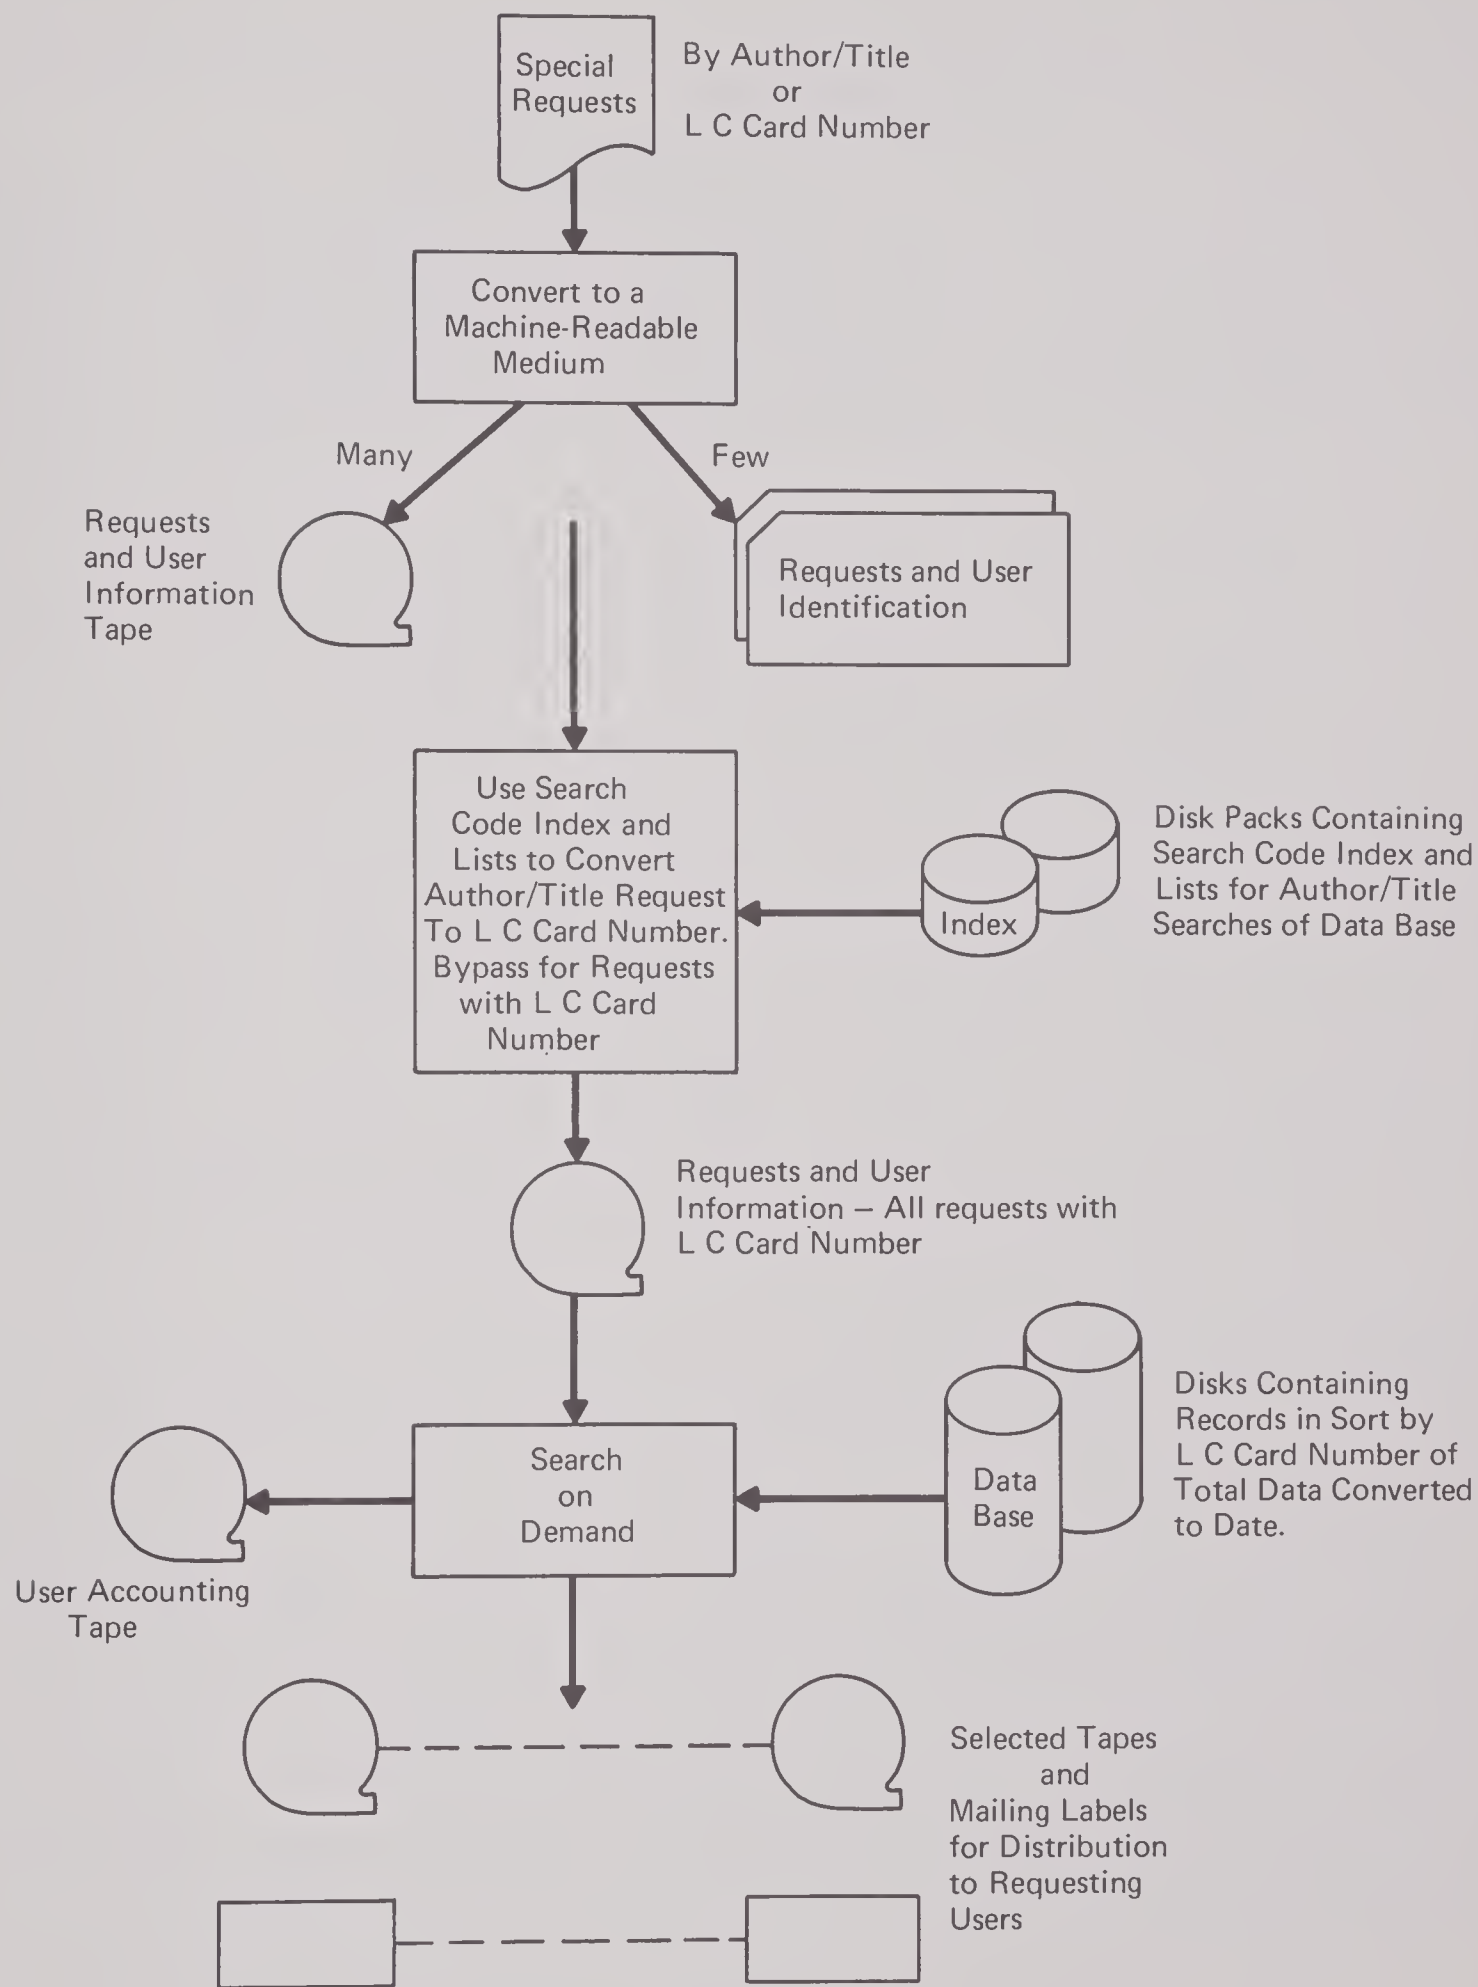 Special
Requests
By Author/Title
or
L C Card Number
Convert to a
Machine-Readable
Medium
Many
Few
Requests
and User
Information
Tape
Requests and User
Identification
Use Search
Code Index and
Lists to Convert
Author/Title Request
To L C Card Number.
Bypass for Requests
with L C Card
Number
Index
Disk Packs Containing
Search Code Index and
Lists for Author/Title
Searches of Data Base
Requests and User
Information – All requests with
L C Card Number
Search
on
Demand
Data
Base
Disks Containing
Records in Sort by
L C Card Number of
Total Data Converted
to Date.
User Accounting
Tape
Selected Tapes
and
Mailing Labels
for Distribution
to Requesting
Users